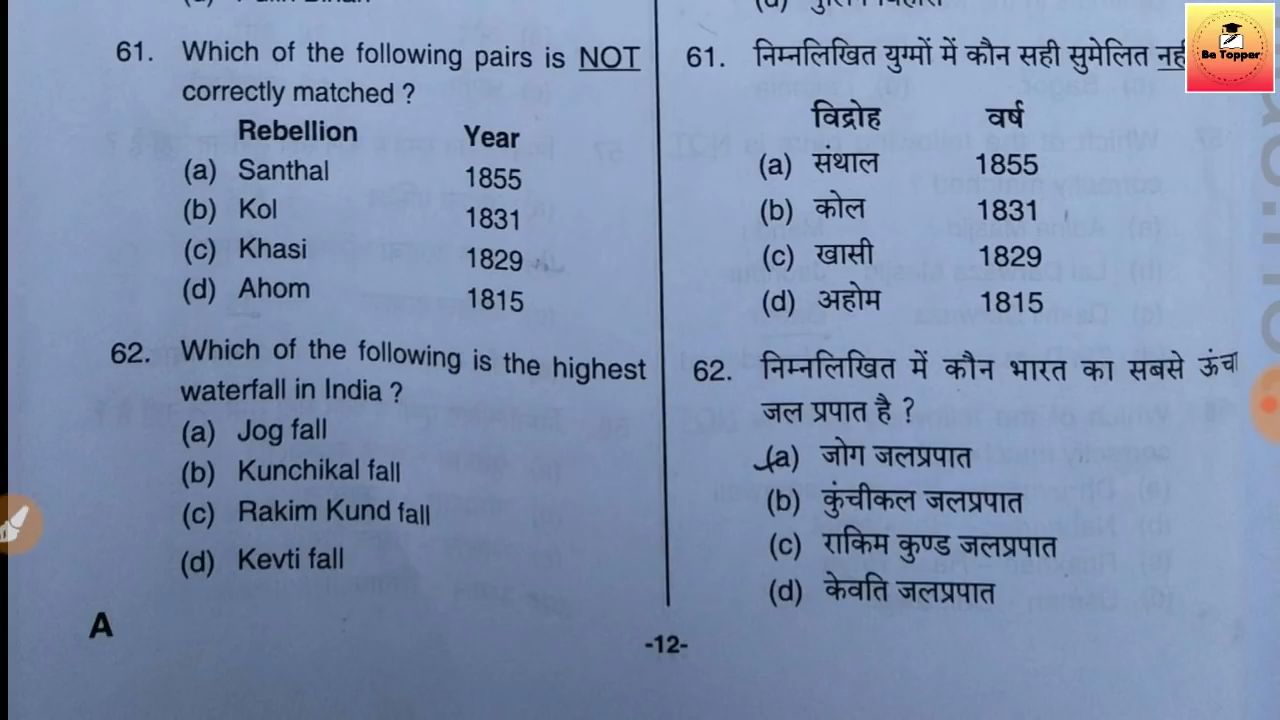 61. Which of the following pairs is NOT
correctly matched ?
Rebellion Year
(a) Santhal 1855
(b) Kol 1831
(c) Khasi 1829
(d) Ahom 1815
62. Which of the following is the highest
waterfall in India ?
(a) Jog fall
(b) Kunchikal fall
(c) Rakim Kund fall
(d) Kevti fall
A
-12-
61. निम्नलिखित युग्मों में कौन सही सुमेलित
विद्रोह वर्ष
(a) संथाल 1855
(b) कोल 1831
(c) खासी 1829
(d) अहोम 1815
62. निम्नलिखित में कौन भारत का सबसे ऊंचा
जल प्रपात है ?
(a) जोग जलप्रपात
(b) कुंचीकल जलप्रपात
(c) राकिम कुण्ड जलप्रपात
(d) केवति जलप्रपात
Be Topper